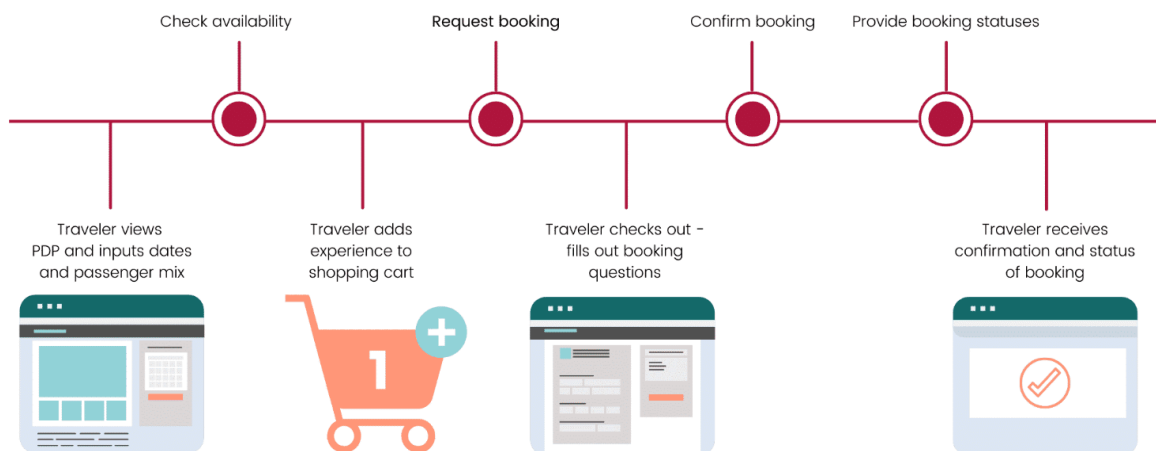 Check availability
Request booking
Confirm booking
Provide booking statuses
Traveler views
PDP and inputs dates
and passenger mix
Traveler adds
experience to
shopping cart
Traveler checks out -
fills out booking
questions
Traveler receives
confirmation and status
of booking
1